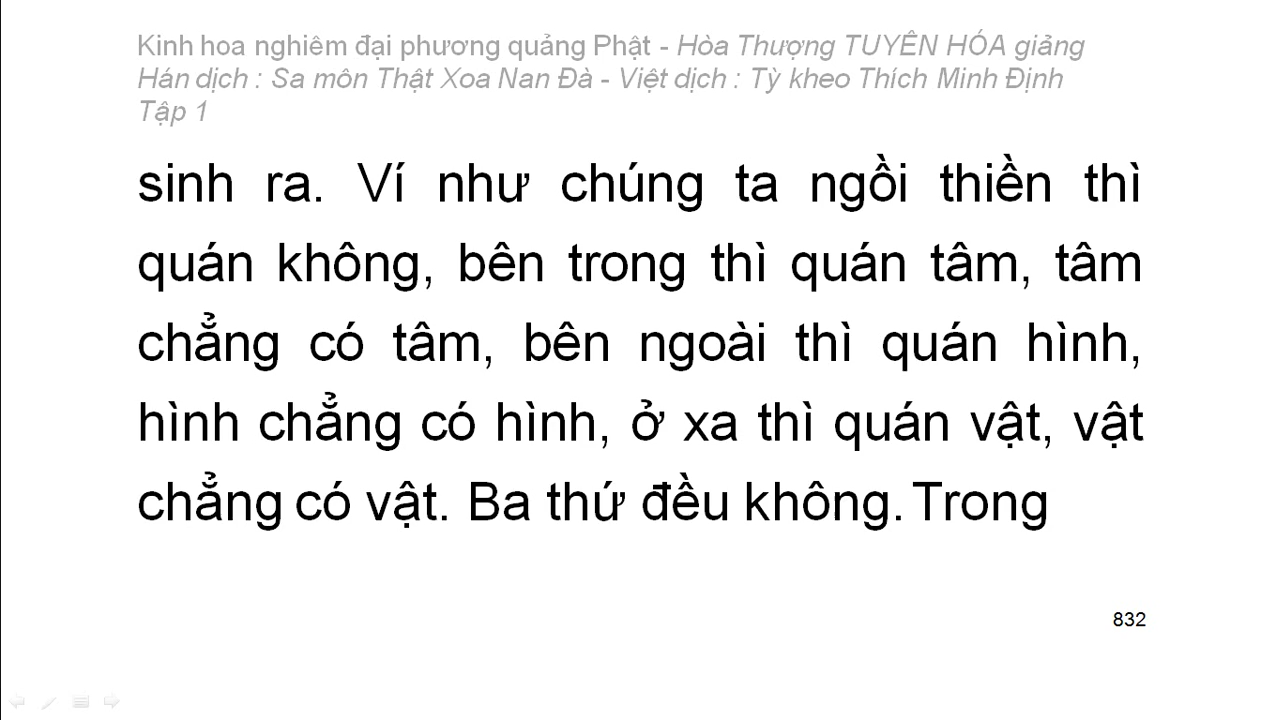 Kinh hoa nghiêm đại phương quảng Phật - Hòa Thượng TUYÊN HÓA giảng
Hán dịch : Sa môn Thật Xoa Nan Đà - Việt dịch : Tỳ kheo Thích Minh Định
Tập 1
sinh ra. Ví như chúng ta ngồi thiền thì
quán không, bên trong thì quán tâm, tâm
chẳng có tâm, bên ngoài thì quán hình,
hình chẳng có hình, ở xa thì quán vật, vật
chẳng có vật. Ba thứ đều không. Trong
832